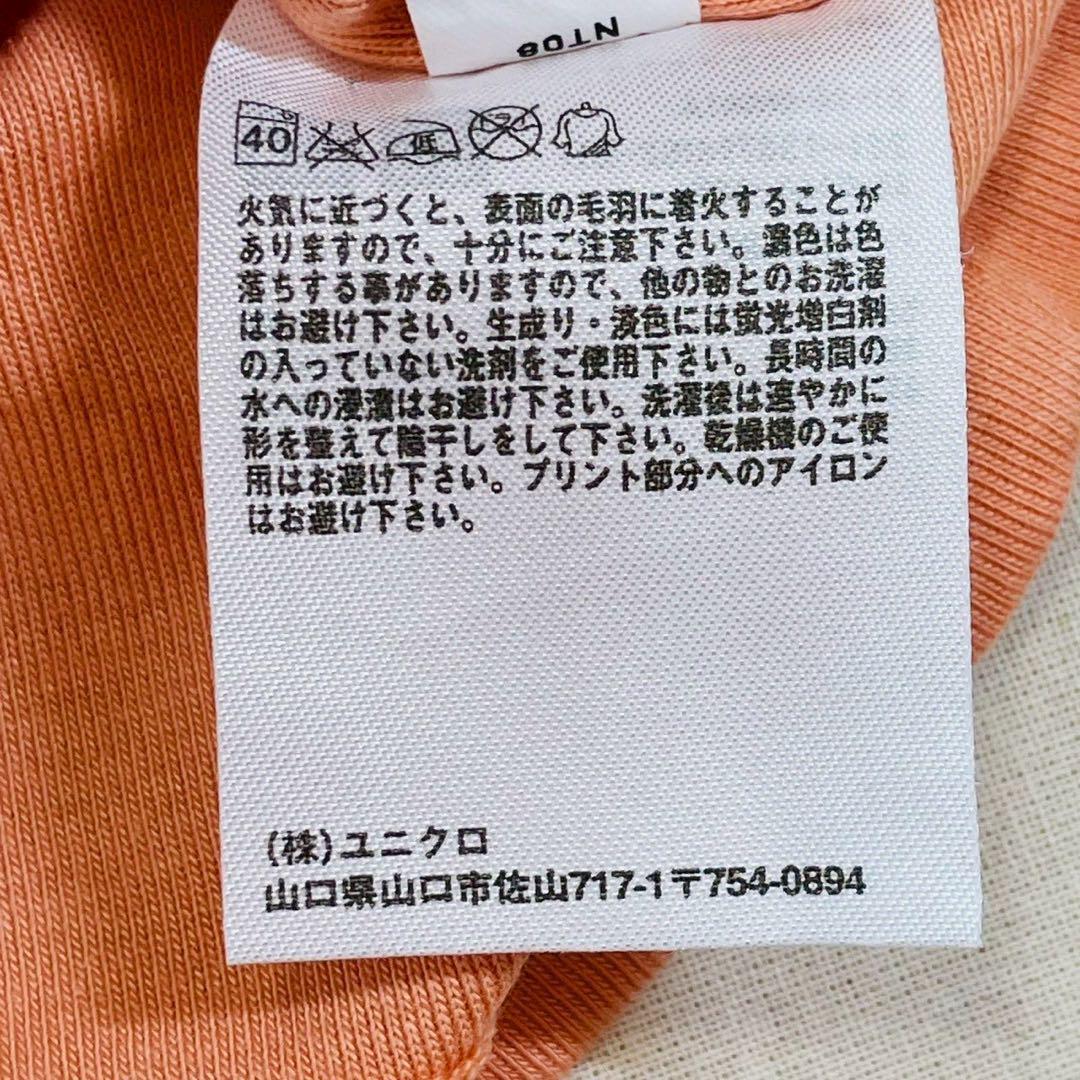 NT08
40
低
火気に近づくと、表面の毛羽に着火することが
ありますので、十分にご注意下さい。濃色は色
落ちする事がありますので、他の物とのお洗濯
はお避け下さい。生成り・淡色には蛍光増白剤
の入っていない洗剤をご使用下さい。長時間の
水への浸漬はお避け下さい。洗濯後は速やかに
形を整えて陰干しをして下さい。乾燥機のご使
用はお避け下さい。プリント部分へのアイロン
はお避け下さい。
(株)ユニクロ
山口県山口市佐山717-1〒754-0894